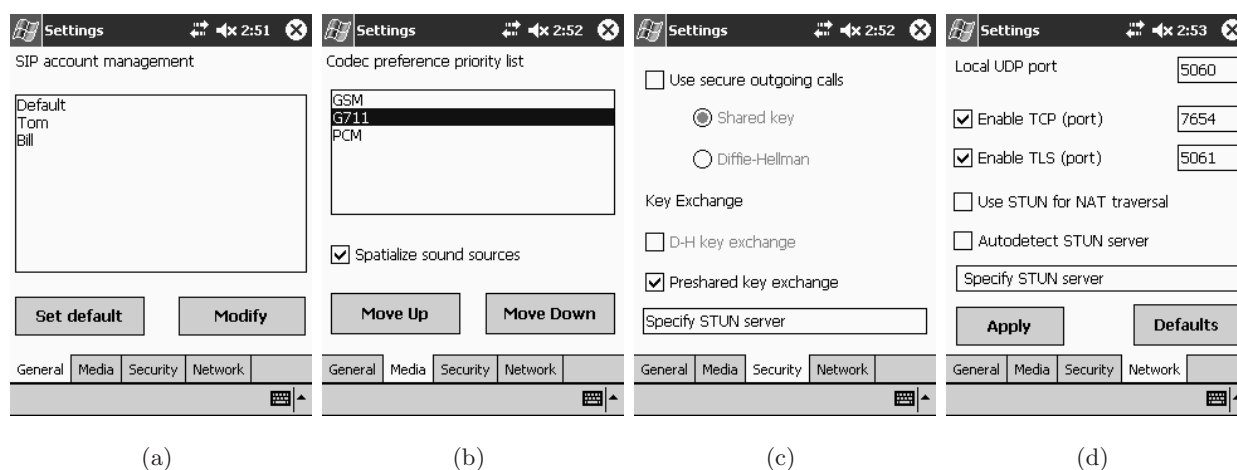 Settings 2:51
SIP account management
Default
Tom
Bill
Set default Modify
General Media Security Network
(a)
Settings 2:52
Codec preference priority list
GSM
G711
PCM
Spatialize sound sources
Move Up Move Down
General Media Security Network
(b)
Settings 2:52
Use secure outgoing calls
Shared key
Diffie-Hellman
Key Exchange
D-H key exchange
Preshared key exchange
Specify STUN server
General Media Security Network
(c)
Settings 2:53
Local UDP port 5060
Enable TCP (port) 7654
Enable TLS (port) 5061
Use STUN for NAT traversal
Autodetect STUN server
Specify STUN server
Apply Defaults
General Media Security Network
(d)